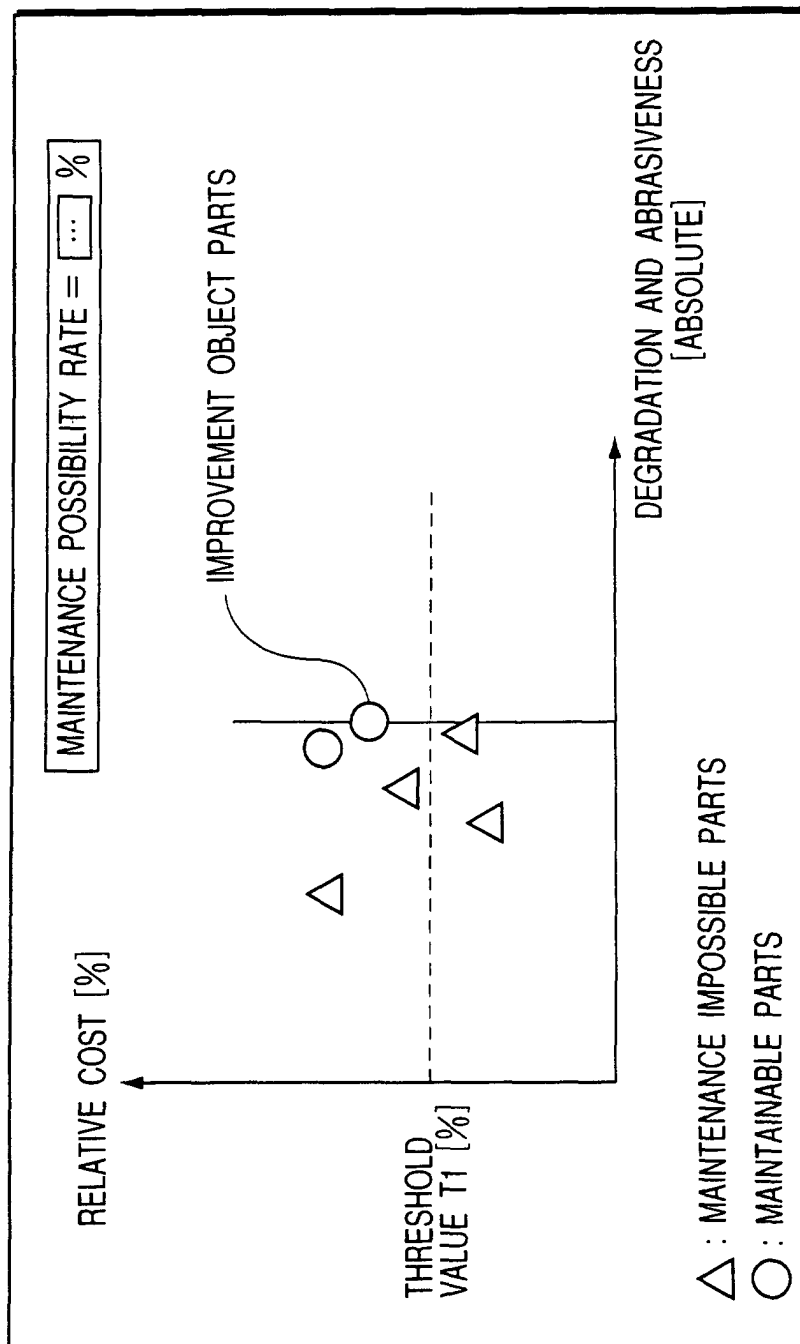 MAINTENANCE POSSIBILITY RATE = ... %
RELATIVE COST [%]
IMPROVEMENT OBJECT PARTS
THRESHOLD
VALUE T1 [%]
DEGRADATION AND ABRASIVENESS
[ABSOLUTE]
△ : MAINTENANCE IMPOSSIBLE PARTS
○ : MAINTAINABLE PARTS